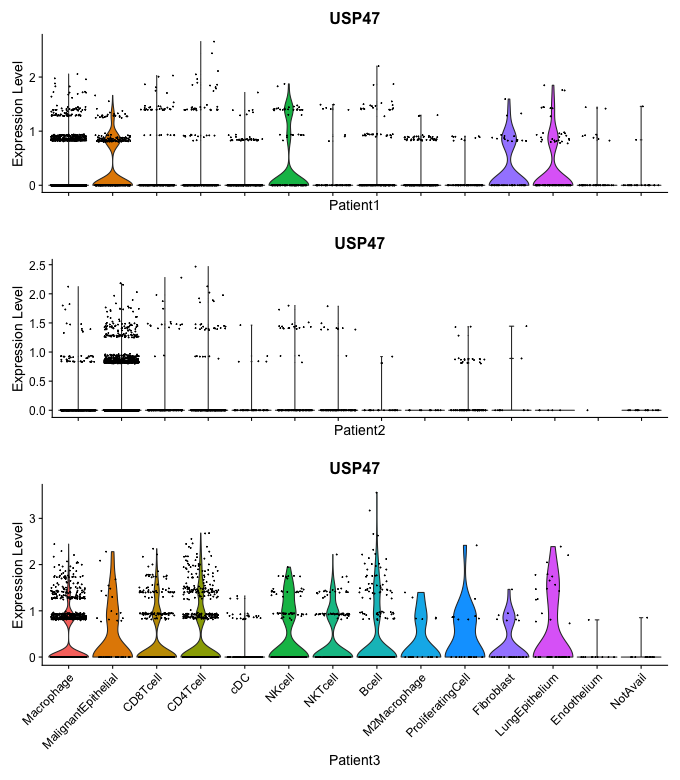 USP47
Expression Level
2
1
0
Patient1
USP47
Expression Level
2.5
2.0
1.5
1.0
0.5
0.0
Patient2
USP47
Expression Level
3
2
1
0
Macrophage
MalignantEpithelial
CD8Tcell
CD4Tcell
cDC
NKcell
NKTcell
Bcell
M2Macrophage
ProliferatingCell
Fibroblast
LungEpithelium
Endothelium
NotAvail
Patient3